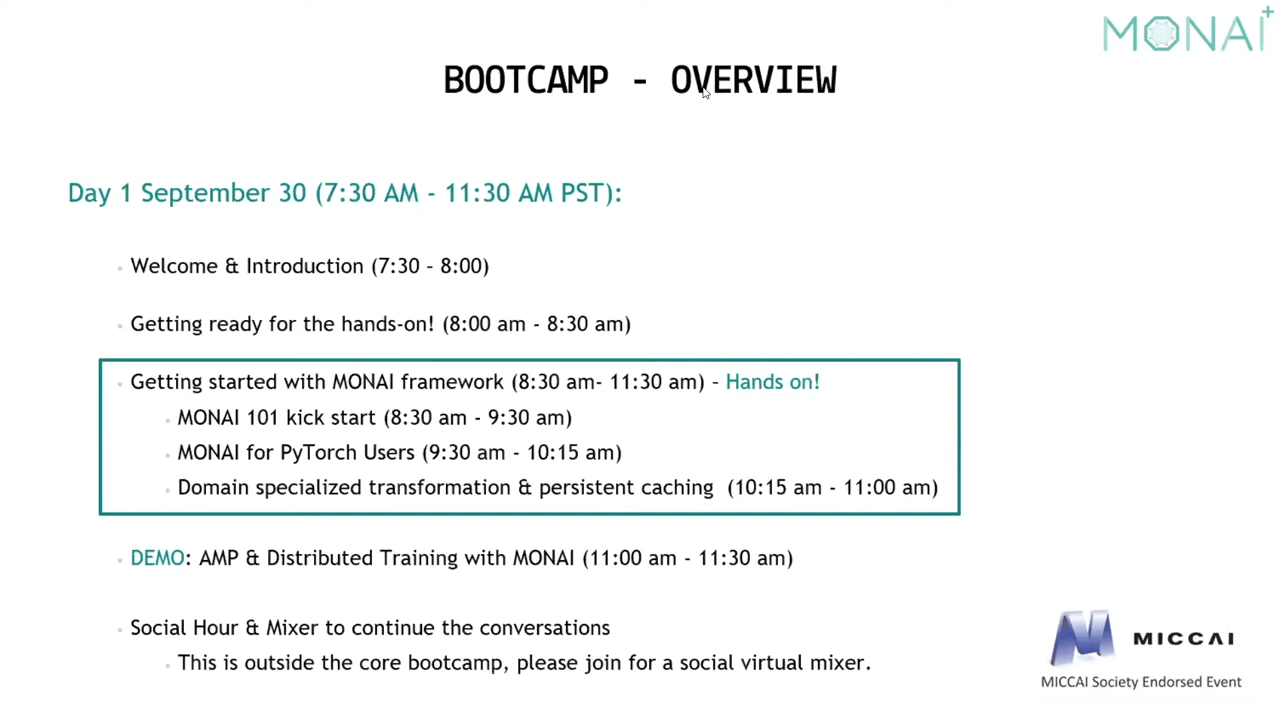 MONAI+
BOOTCAMP - OVERVIEW
Day 1 September 30 (7:30 AM - 11:30 AM PST):
Welcome & Introduction (7:30 – 8:00)
Getting ready for the hands-on! (8:00 am - 8:30 am)
Getting started with MONAI framework (8:30 am- 11:30 am) – Hands on!
MONAI 101 kick start (8:30 am - 9:30 am)
MONAI for PyTorch Users (9:30 am - 10:15 am)
Domain specialized transformation & persistent caching (10:15 am - 11:00 am)
DEMO: AMP & Distributed Training with MONAI (11:00 am - 11:30 am)
Social Hour & Mixer to continue the conversations
This is outside the core bootcamp, please join for a social virtual mixer.
MICCAI
MICCAI Society Endorsed Event